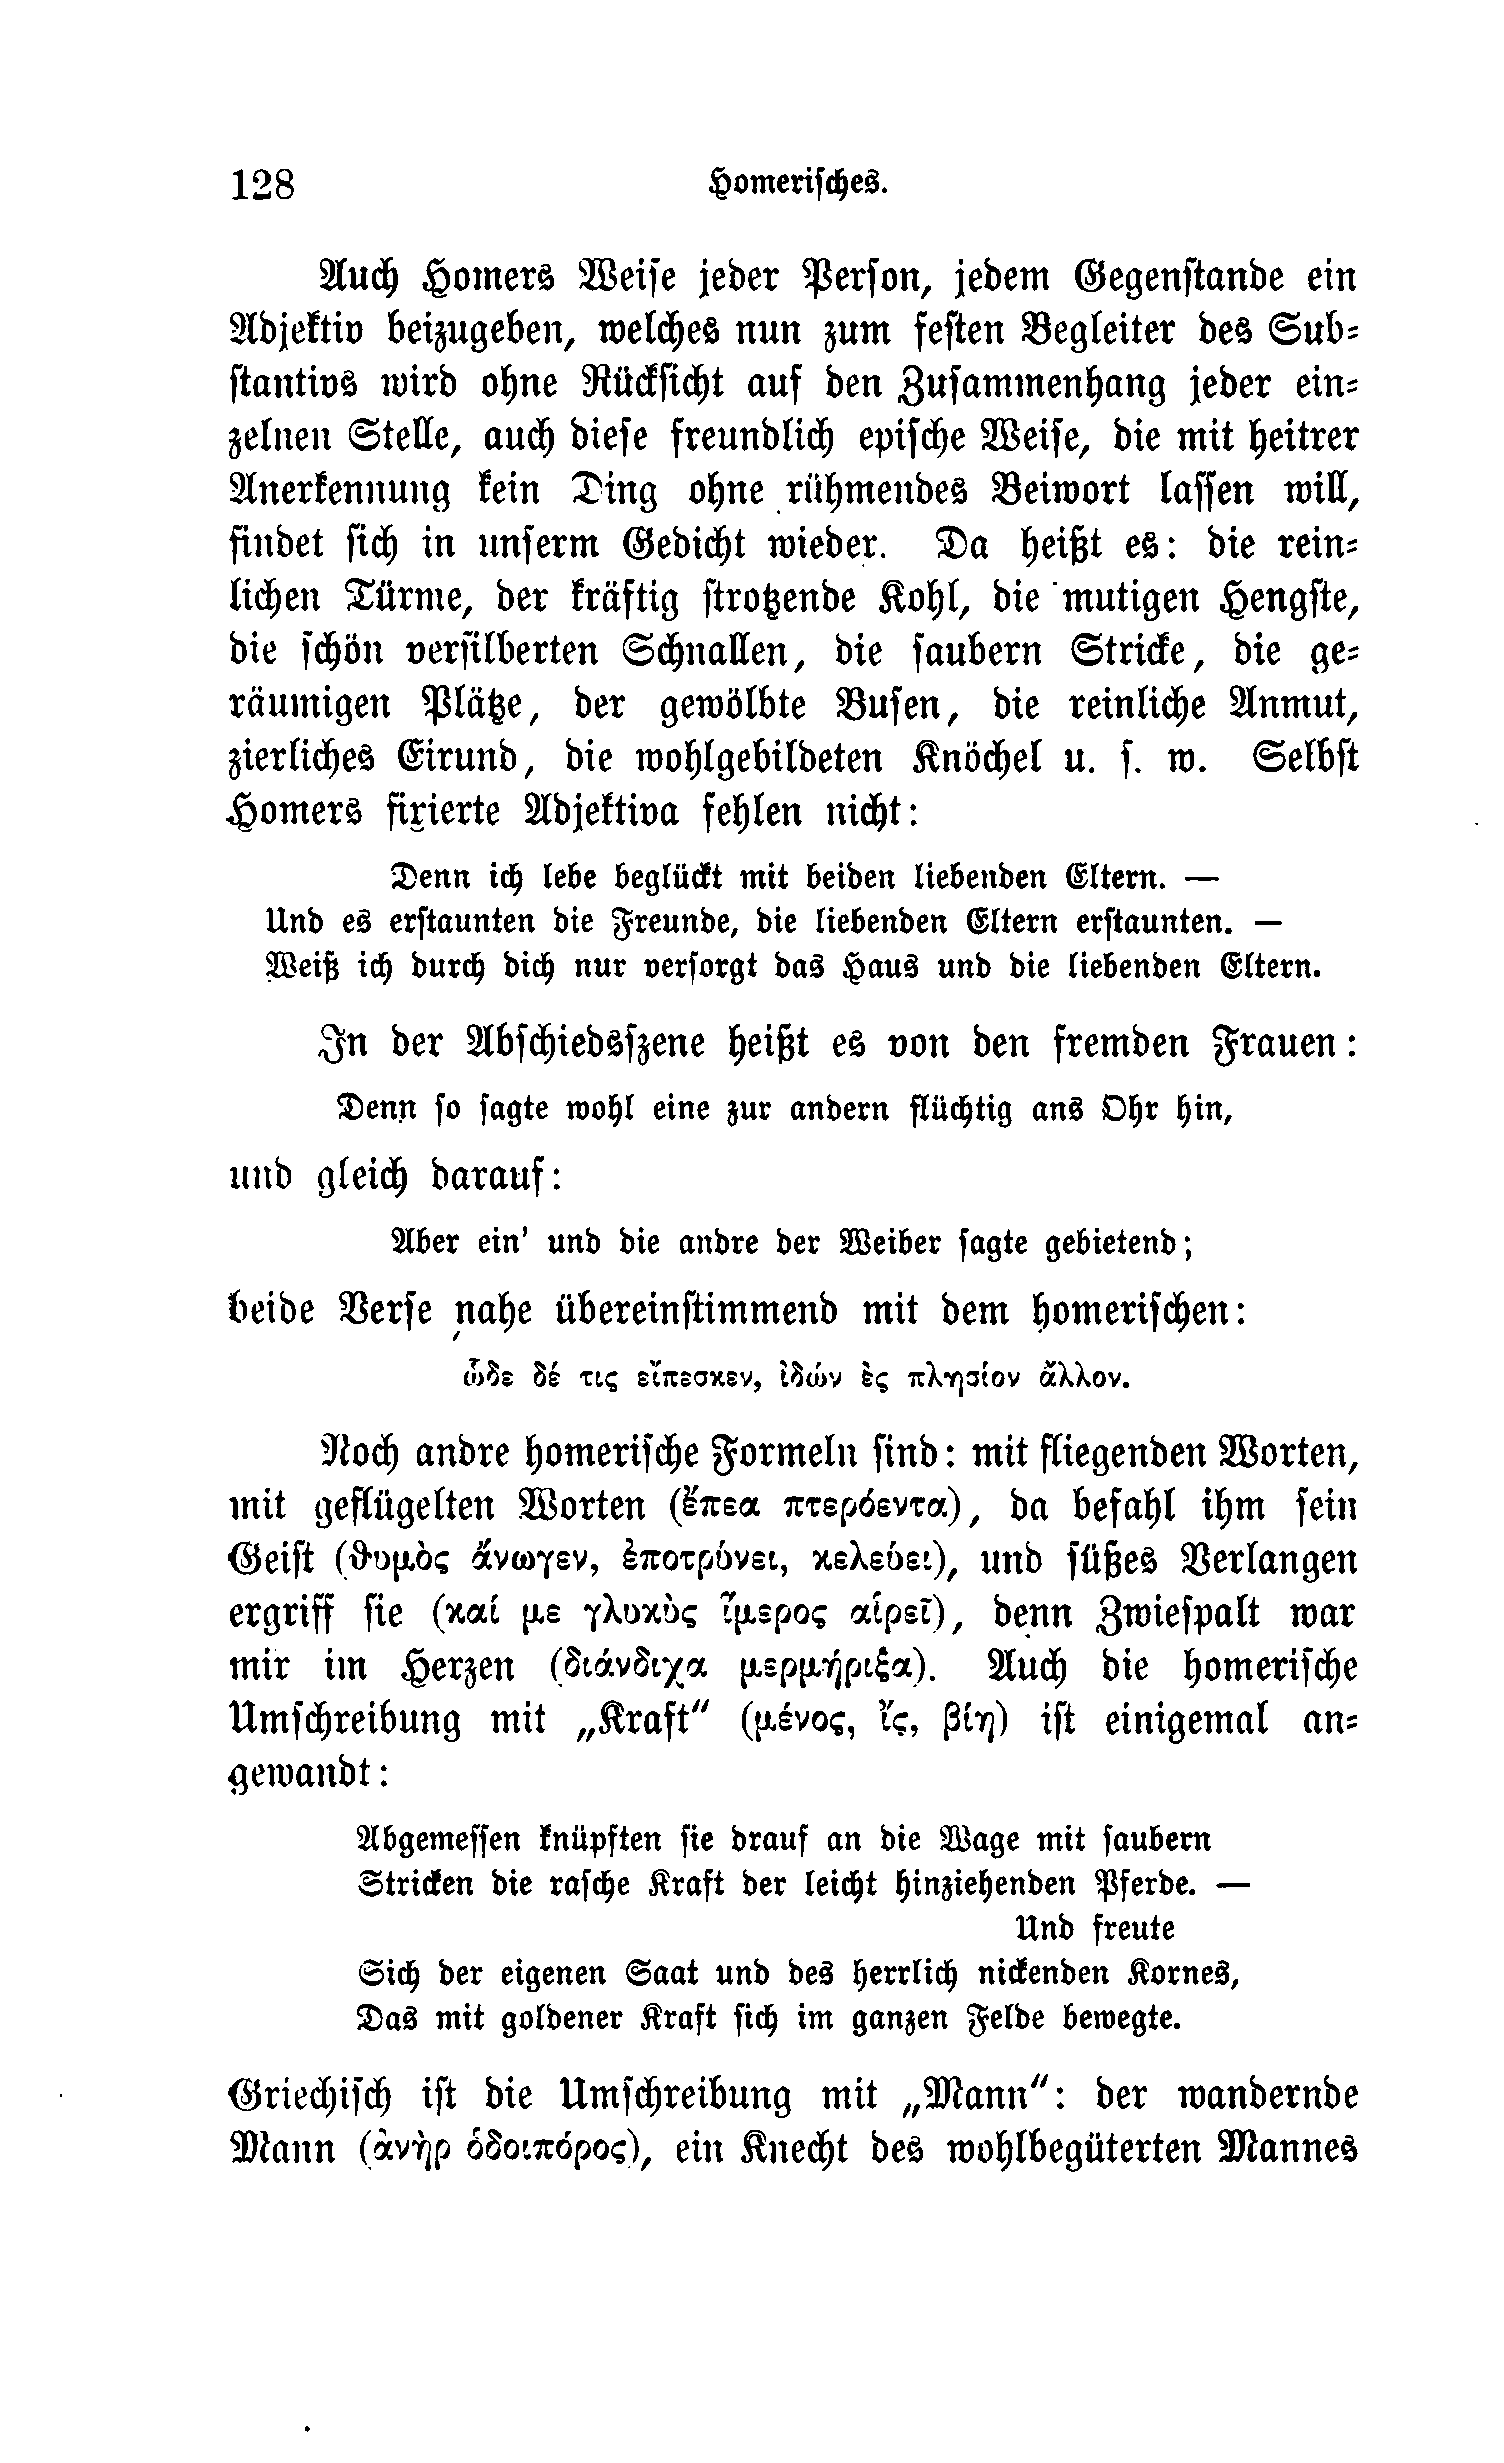 128 Homerisches.
Auch Homers Weise jeder Person, jedem Gegenstande ein
Adjektiv beizugeben, welches nun zum festen Begleiter des Sub-
stantivs wird ohne Rücksicht auf den Zusammenhang jeder ein-
zelnen Stelle, auch diese freundlich epische Weise, die mit heitrer
Anerkennung kein Ding ohne rühmendes Beiwort lassen will,
findet sich in unserm Gedicht wieder. Da heißt es: die rein-
lichen Türme, der kräftig strotzende Kohl, die mutigen Hengste,
die schön versilberten Schnallen, die saubern Stricke, die ge-
räumigen Plätze, der gewölbte Busen, die reinliche Anmut,
zierliches Eirund, die wohlgebildeten Knöchel u. s. w. Selbst
Homers fixierte Adjektiva fehlen nicht:
Denn ich lebe beglückt mit beiden liebenden Eltern. —
Und es erstaunten die Freunde, die liebenden Eltern erstaunten. —
Weiß ich durch dich nur versorgt das Haus und die liebenden Eltern.
In der Abschiedsszene heißt es von den fremden Frauen:
Denn so sagte wohl eine zur andern flüchtig ans Ohr hin,
und gleich darauf:
Aber ein' und die andre der Weiber sagte gebietend;
beide Verse nahe übereinstimmend mit dem homerischen:
ὧδε δέ τις εἴπεσκεν, ἰδών ἐς πλησίον ἄλλον.
Noch andre homerische Formeln sind: mit fliegenden Worten,
mit geflügelten Worten (ἔπεα πτερόεντα), da befahl ihm sein
Geist (θυμὸς ἄνωγεν, ἐποτρύνει, κελεύει), und süßes Verlangen
ergriff sie (καί με γλυκὺς ἵμερος αἱρεῖ), denn Zwiespalt war
mir im Herzen (διάνδιχα μερμήριξα). Auch die homerische
Umschreibung mit „Kraft" (μένος, ἴς, βίη) ist einigemal an-
gewandt:
Abgemessen knüpften sie drauf an die Wage mit saubern
Stricken die rasche Kraft der leicht hinziehenden Pferde. —
Und freute
Sich der eigenen Saat und des herrlich nickenden Kornes,
Das mit goldener Kraft sich im ganzen Felde bewegte.
Griechisch ist die Umschreibung mit „Mann": der wandernde
Mann (ἀνὴρ ὁδοιπόρος), ein Knecht des wohlbegüterten Mannes